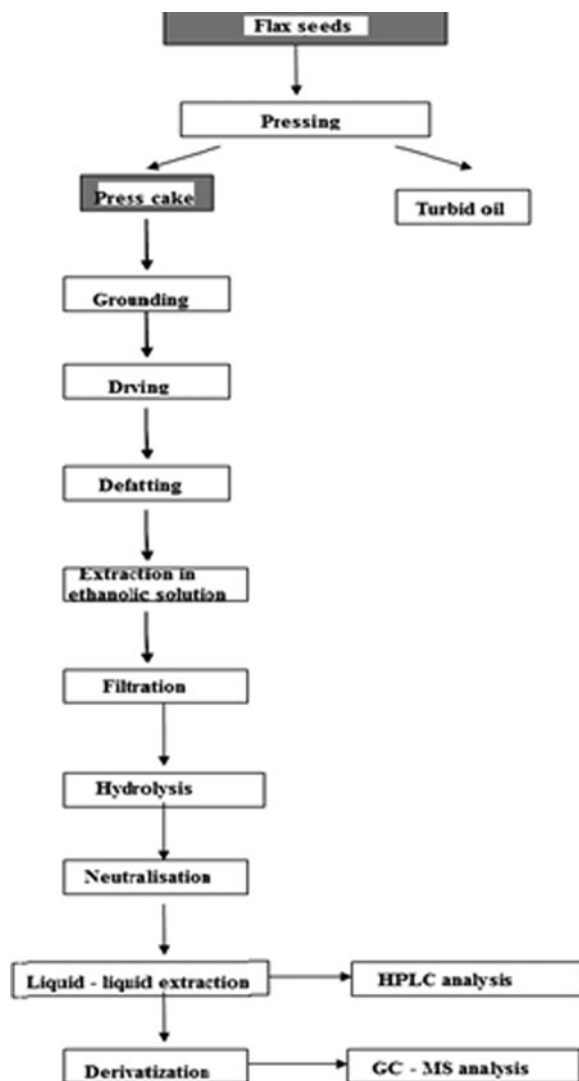 Flax seeds
Pressing
Press cake
Turbid oil
Grounding
Drving
Defatting
Extraction in
ethanolic solution
Filtration
Hydrolysis
Neutralisation
Liquid - liquid extraction
HPLC analysis
Derivatization
GC - MS analysis